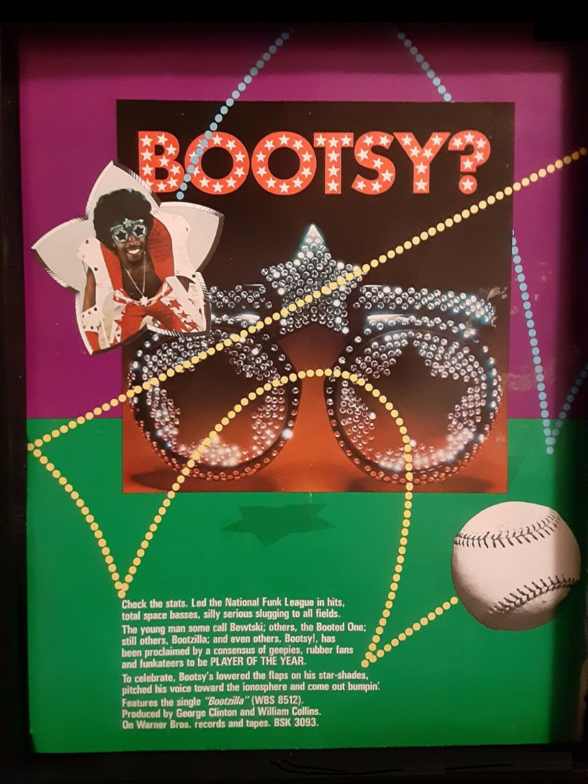 BOOTSY?
Check the stats. Led the National Funk League in hits,
total space basses, silly serious slugging to all fields.
The young man some call Bewtski; others, the Booted One;
still others, Bootzilla; and even others, Bootsy!, has
been proclaimed by a consensus of geepies, rubber fans
and funkateers to be PLAYER OF THE YEAR.
To celebrate, Bootsy's lowered the flaps on his star-shades,
pitched his voice toward the ionosphere and come out bumpin'.
Features the single "Bootzilla" (WBS 8512).
Produced by George Clinton and William Collins.
On Warner Bros. records and tapes. BSK 3093.